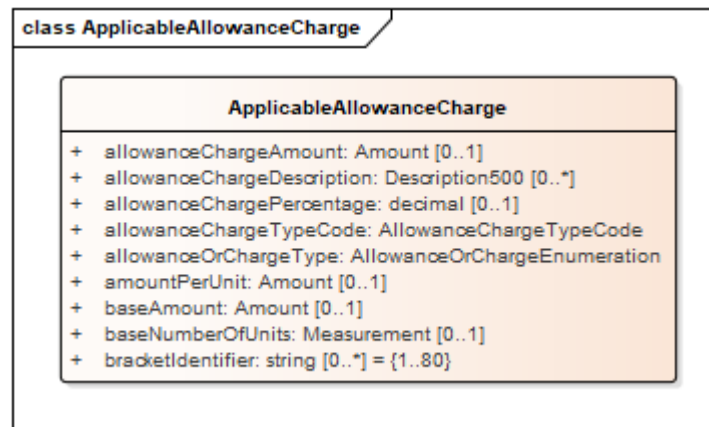 class ApplicableAllowanceCharge
ApplicableAllowanceCharge
+ allowanceChargeAmount: Amount [0..1]
+ allowanceChargeDescription: Description500 [0..*]
+ allowanceChargePercentage: decimal [0..1]
+ allowanceChargeTypeCode: AllowanceChargeTypeCode
+ allowanceOrChargeType: AllowanceOrChargeEnumeration
+ amountPerUnit: Amount [0..1]
+ baseAmount: Amount [0..1]
+ baseNumberOfUnits: Measurement [0..1]
+ bracketIdentifier: string [0..*] = {1..80}